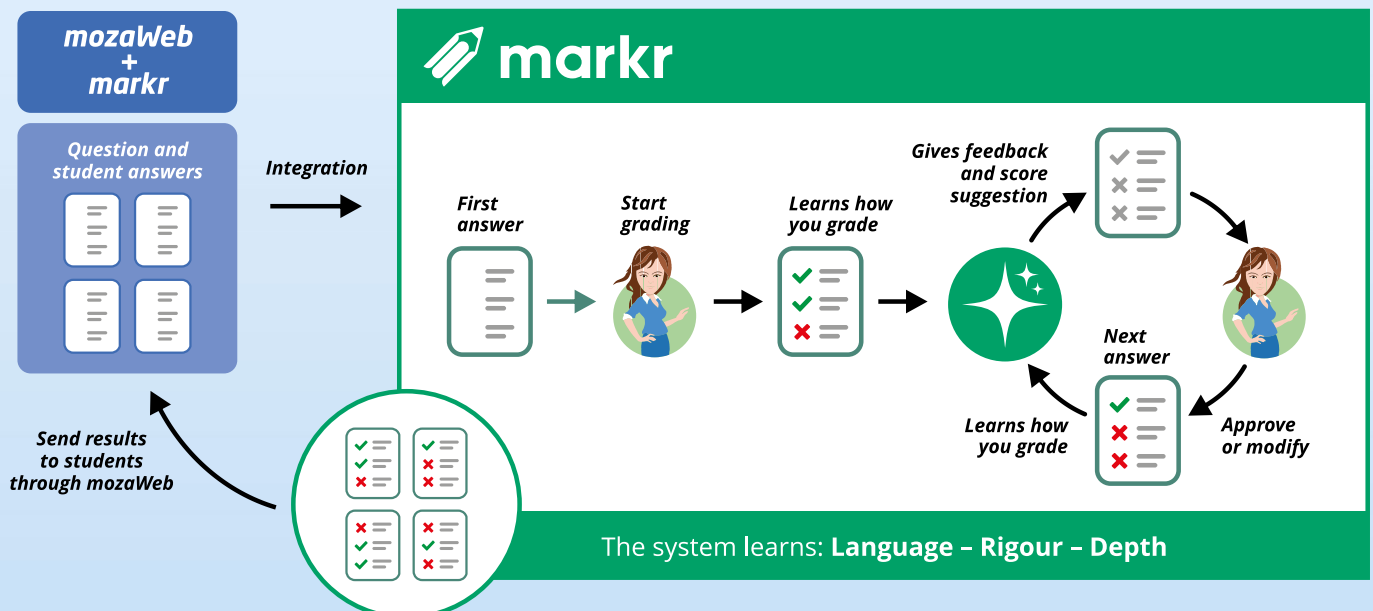 mozaWeb
+
markr
Question and
student answers
Integration
Send results
to students
through mozaWeb
markr
First
answer
Start
grading
Learns how
you grade
Gives feedback
and score
suggestion
Next
answer
Learns how
you grade
Approve
or modify
The system learns: Language – Rigour – Depth